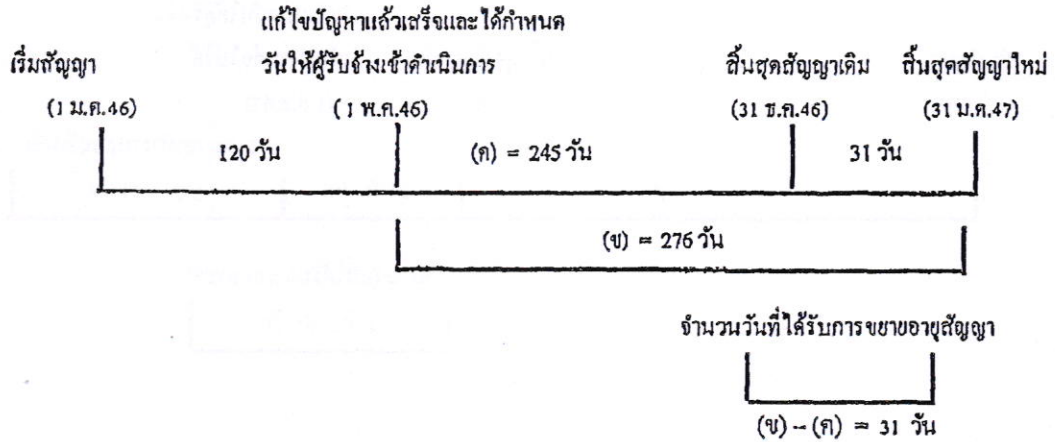 แก้ไขปัญหาแล้วเสร็จและได้กำหนด
เริ่มสัญญา วันให้ผู้รับจ้างเข้าดำเนินการ สิ้นสุดสัญญาเดิม สิ้นสุดสัญญาใหม่
(1 ม.ค.46) (1 พ.ค.46) (31 ธ.ค.46) (31 ม.ค.47)
120 วัน (ค) = 245 วัน 31 วัน
(ข) = 276 วัน
จำนวนวันที่ได้รับการขยายอายุสัญญา
(ข) – (ค) = 31 วัน